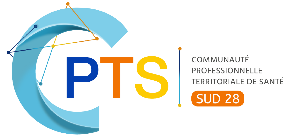 CPTS
COMMUNAUTÉ
PROFESSIONNELLE
TERRITORIALE DE SANTÉ
SUD 28